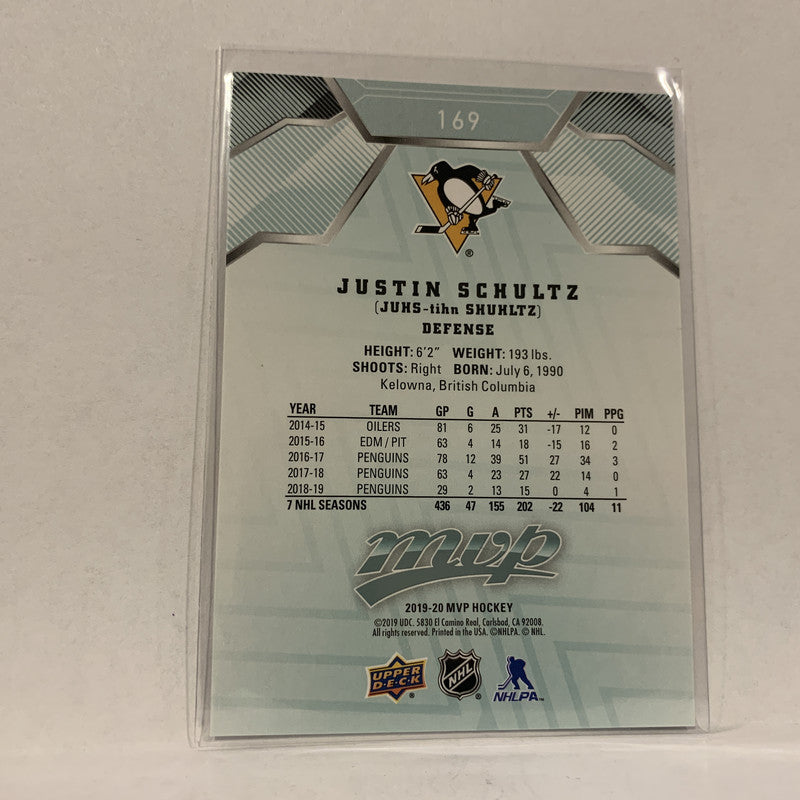 169
®
JUSTIN SCHULTZ
(JUHS-tihn SHUHLTZ)
DEFENSE
HEIGHT: 6'2" WEIGHT: 193 lbs.
SHOOTS: Right BORN: July 6, 1990
Kelowna, British Columbia
YEAR TEAM GP G A PTS +/- PIM PPG
2014-15 OILERS 81 6 25 31 -17 12 0
2015-16 EDM / PIT 63 4 14 18 -15 16 2
2016-17 PENGUINS 78 12 39 51 27 34 3
2017-18 PENGUINS 63 4 23 27 22 14 0
2018-19 PENGUINS 29 2 13 15 0 4 1
7 NHL SEASONS 436 47 155 202 -22 104 11
mvp
2019-20 MVP HOCKEY
©2019 UDC. 5830 El Camino Real, Carlsbad, CA 92008.
All rights reserved. Printed in the USA. ©NHLPA. © NHL.
UPPER DECK ® NHL ® NHLPA™